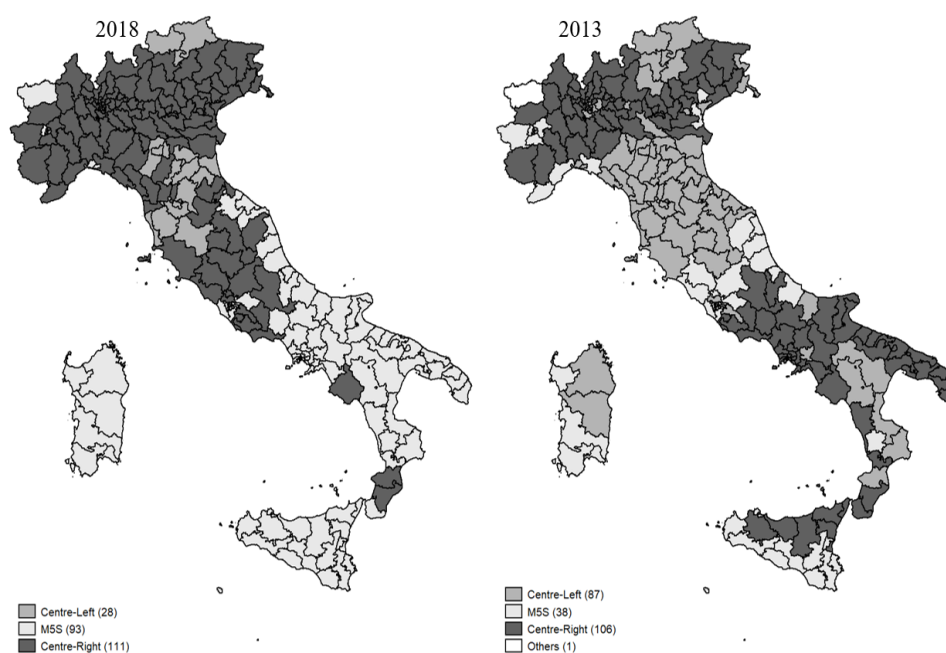 2018
2013
Centre-Left (28)
M5S (93)
Centre-Right (111)
Centre-Left (87)
M5S (38)
Centre-Right (106)
Others (1)